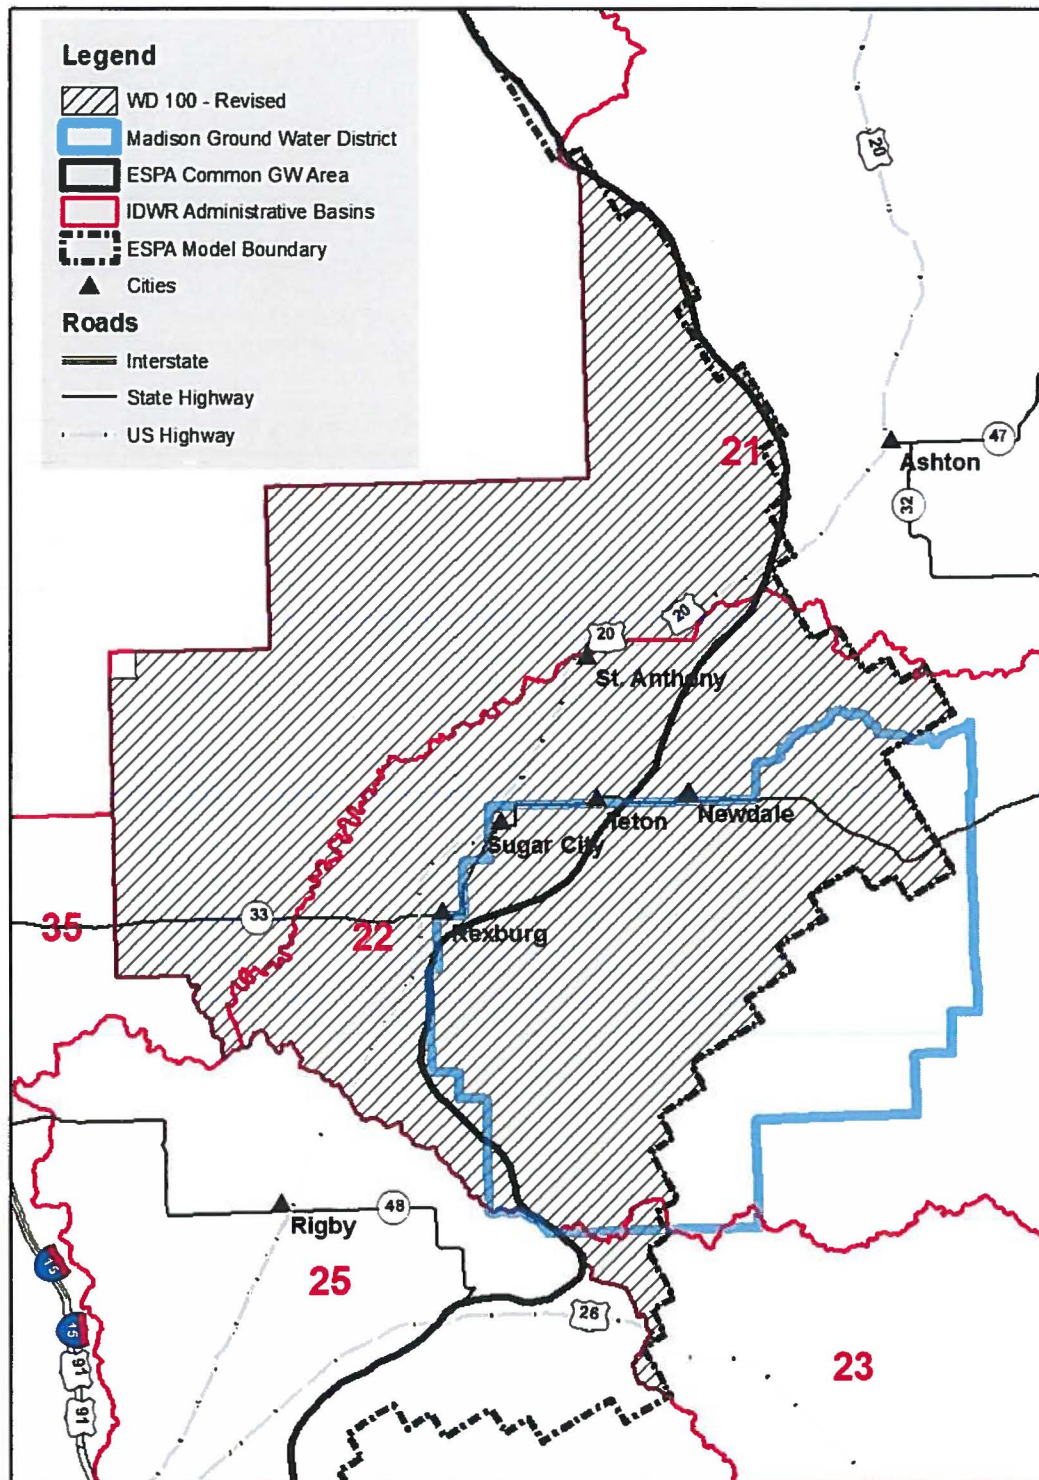 Legend
WD 100 - Revised
Madison Ground Water District
ESPA Common GW Area
IDWR Administrative Basins
ESPA Model Boundary
Cities
Roads
Interstate
State Highway
US Highway
20
21
47
Ashton
32
20
20
St. Anthony
Newdale
Teton
Sugar City
33
35
22
Rexburg
48
Rigby
15
25
26
15
91
23
91